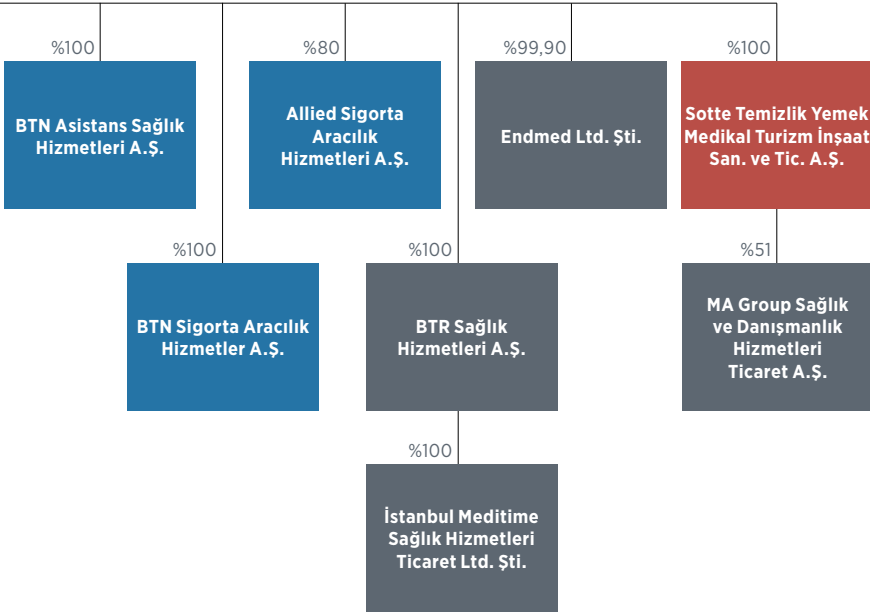 %100
%80
%99,90
%100
BTN Asistans Sağlık
Hizmetleri A.Ş.
Allied Sigorta
Aracılık
Hizmetleri A.Ş.
Endmed Ltd. Şti.
Sotte Temizlik Yemek
Medikal Turizm İnşaat
San. ve Tic. A.Ş.
%100
%100
%51
BTN Sigorta Aracılık
Hizmetler A.Ş.
BTR Sağlık
Hizmetleri A.Ş.
MA Group Sağlık
ve Danışmanlık
Hizmetleri
Ticaret A.Ş.
%100
İstanbul Meditime
Sağlık Hizmetleri
Ticaret Ltd. Şti.